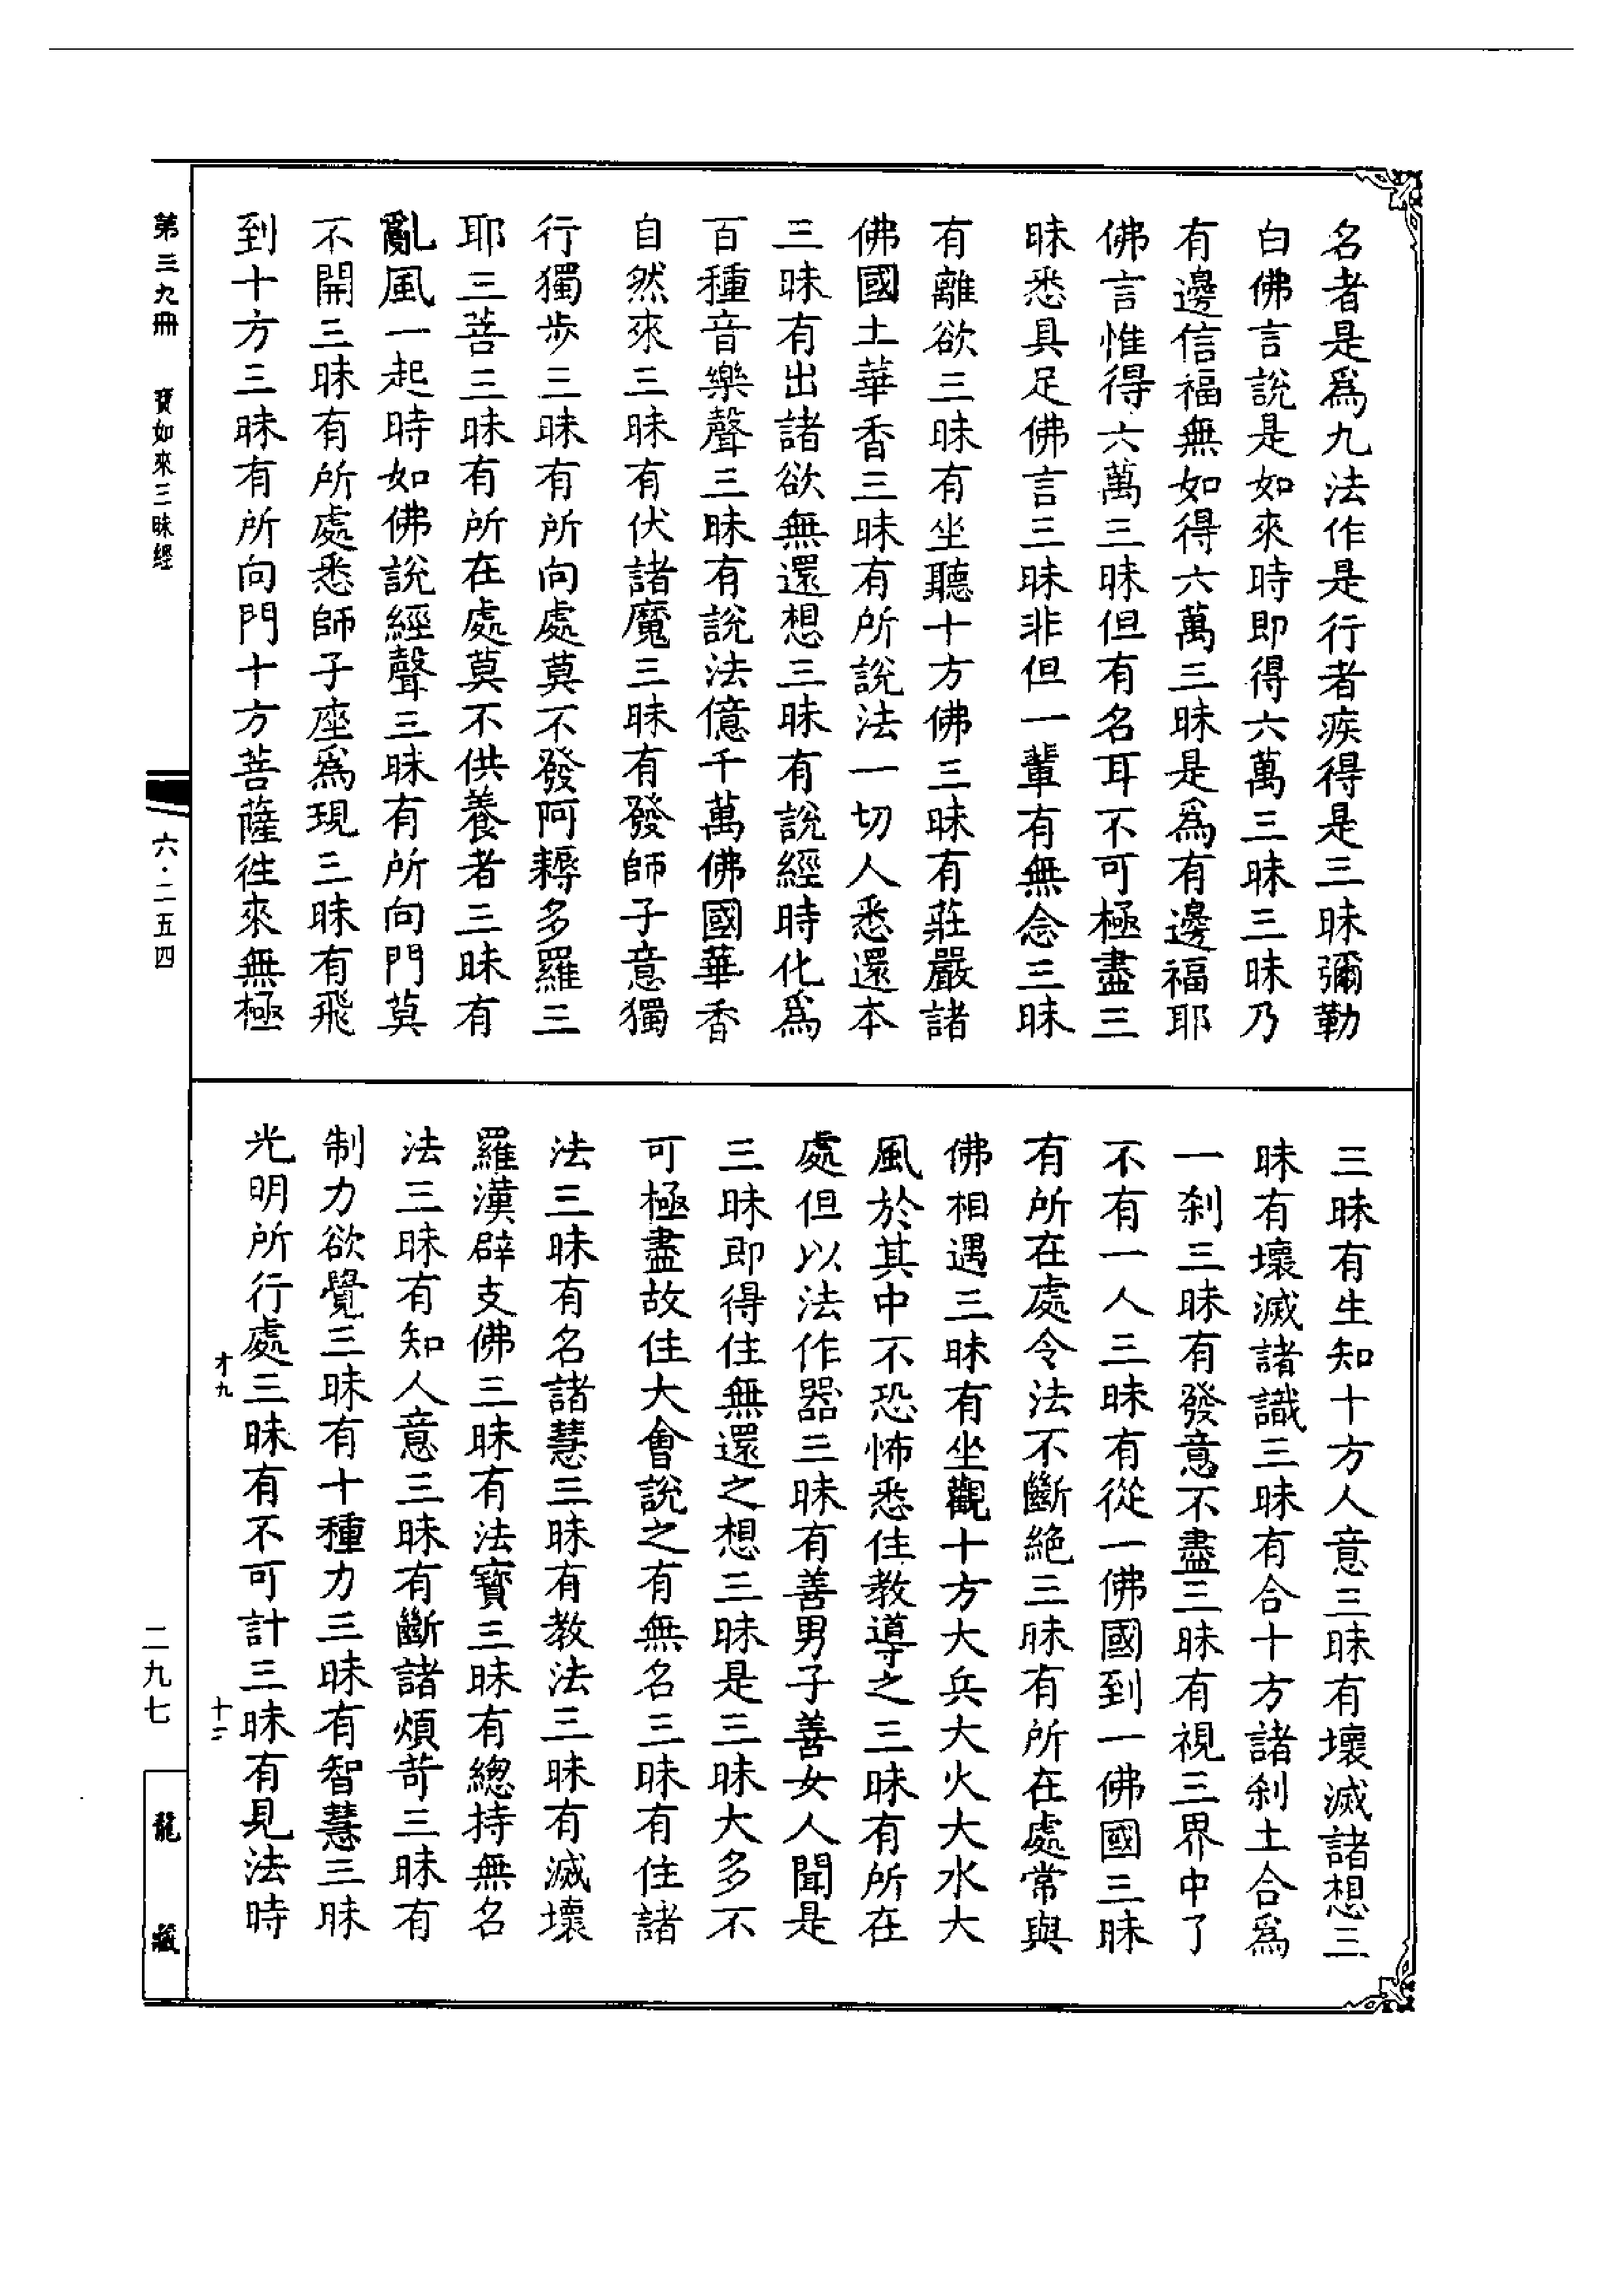 名者是爲九法作是行者疾得是三昧彌勒
白佛言說是如來時即得六萬三昧三昧乃
有邊信福無如得六萬三昧是爲有邊福耶
佛言惟得六萬三昧但有名耳不可極盡三
昧悉具足佛言三昧非但一輩有無念三昧
有離欲三昧有坐聽十方佛三昧有莊嚴諸
佛國土華香三昧有所說法一切人悉還本
三昧有出諸欲無還想三昧有說經時化爲
百種音樂聲三昧有說法億千萬佛國華香
自然來三昧有伏諸魔三昧有發師子意獨
行獨步三昧有所向處莫不發阿耨多羅三
耶三菩三昧有所在處莫不供養者三昧有
亂風一起時如佛說經聲三昧有所向門莫
不開三昧有所處悉師子座爲現三昧有飛
到十方三昧有所向門十方菩薩徃來無極
三昧有生知十方人意三昧有壞滅諸想三
昧有壞滅諸識三昧有合十方諸刹土合爲
一刹三昧有發意不盡三昧有視三界中了
不有一人三昧有從一佛國到一佛國三昧
有所在處令法不斷絕三昧有所在處常與
佛相遇三昧有坐觀十方大兵大火大水大
風於其中不恐怖悉住教導之三昧有所在
處但以法作器三昧有善男子善女人聞是
三昧即得住無還之想三昧是三昧大多不
可極盡故住大會說之有無名三昧有住諸
法三昧有名諸慧三昧有教法三昧有滅壞
羅漢辟支佛三昧有法寶三昧有總持無名
法三昧有知人意三昧有斷諸煩苛三昧有
制力欲覺三昧有十種力三昧有智慧三昧
光明所行處三昧有不可計三昧有見法時
才九 十二
第三九冊 寶如來三昧經
六·二五四
二九七
龍藏